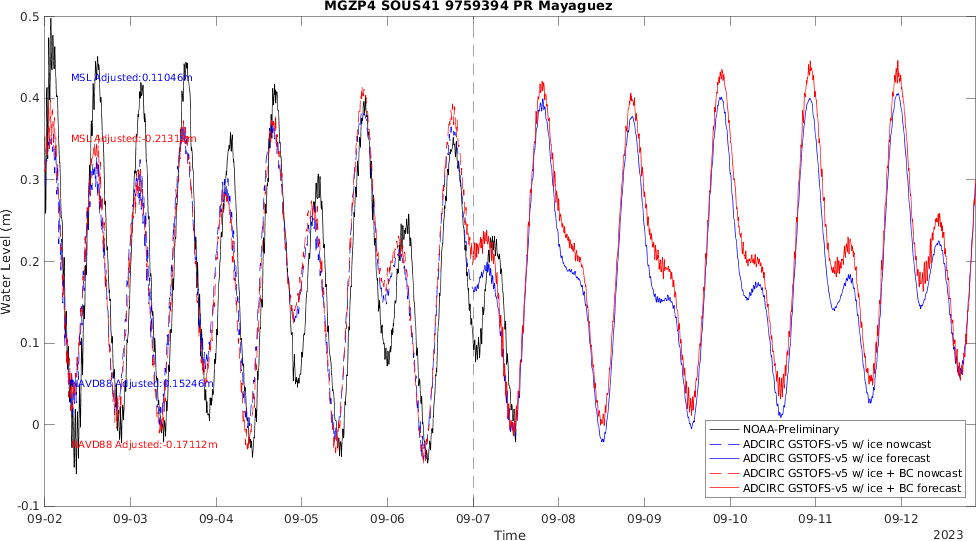 MGZP4 SOUS41 9759394 PR Mayaguez
0.5
0.4
0.3
0.2
0.1
0
-0.1
Water Level (m)
MSL Adjusted:0.11046m
MSL Adjusted:-0.2131
NAVD88 Adjusted:0.15246m
NAVD88 Adjusted:-0.17112m
NOAA-Preliminary
ADCIRC GSTOFS-v5 w/ ice nowcast
ADCIRC GSTOFS-v5 w/ ice forecast
ADCIRC GSTOFS-v5 w/ ice + BC nowcast
ADCIRC GSTOFS-v5 w/ ice + BC forecast
09-02 09-03 09-04 09-05 09-06 09-07 09-08 09-09 09-10 09-11 09-12
Time
2023